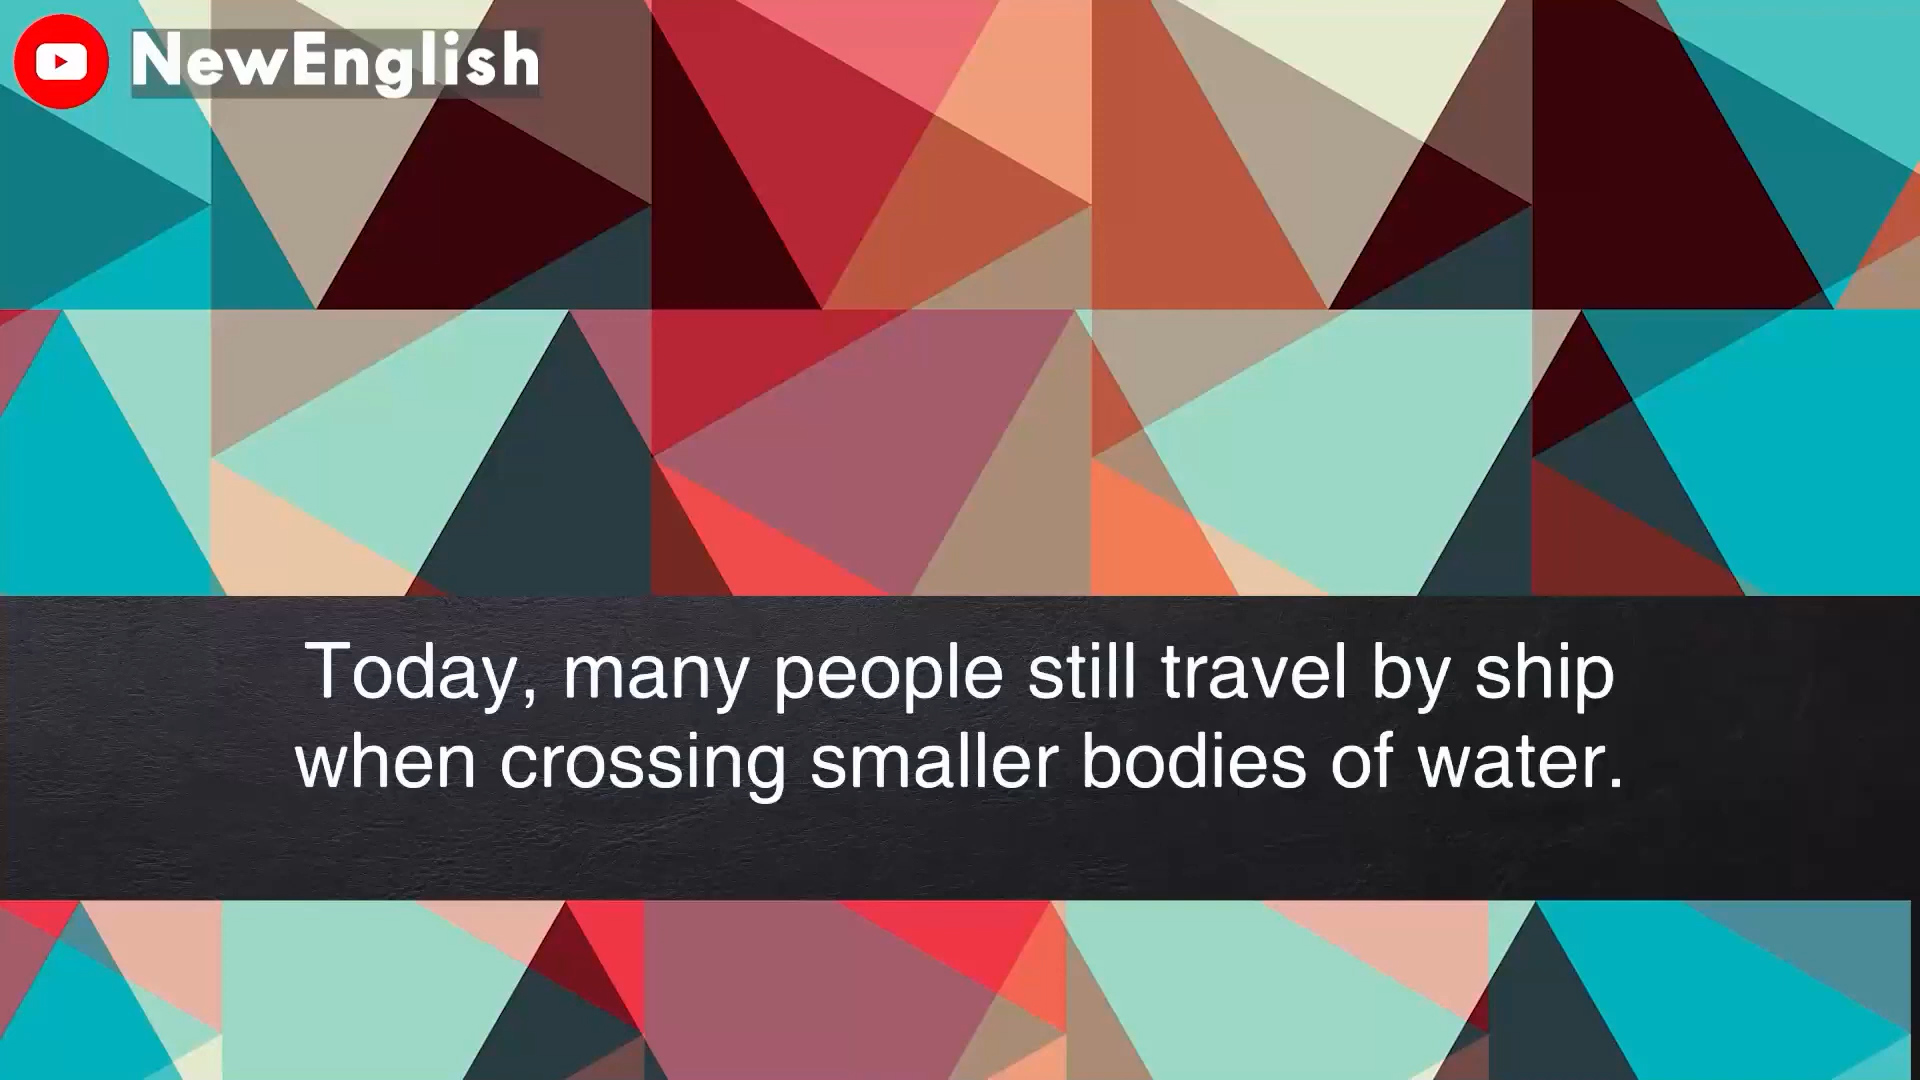 NewEnglish
Today, many people still travel by ship
when crossing smaller bodies of water.